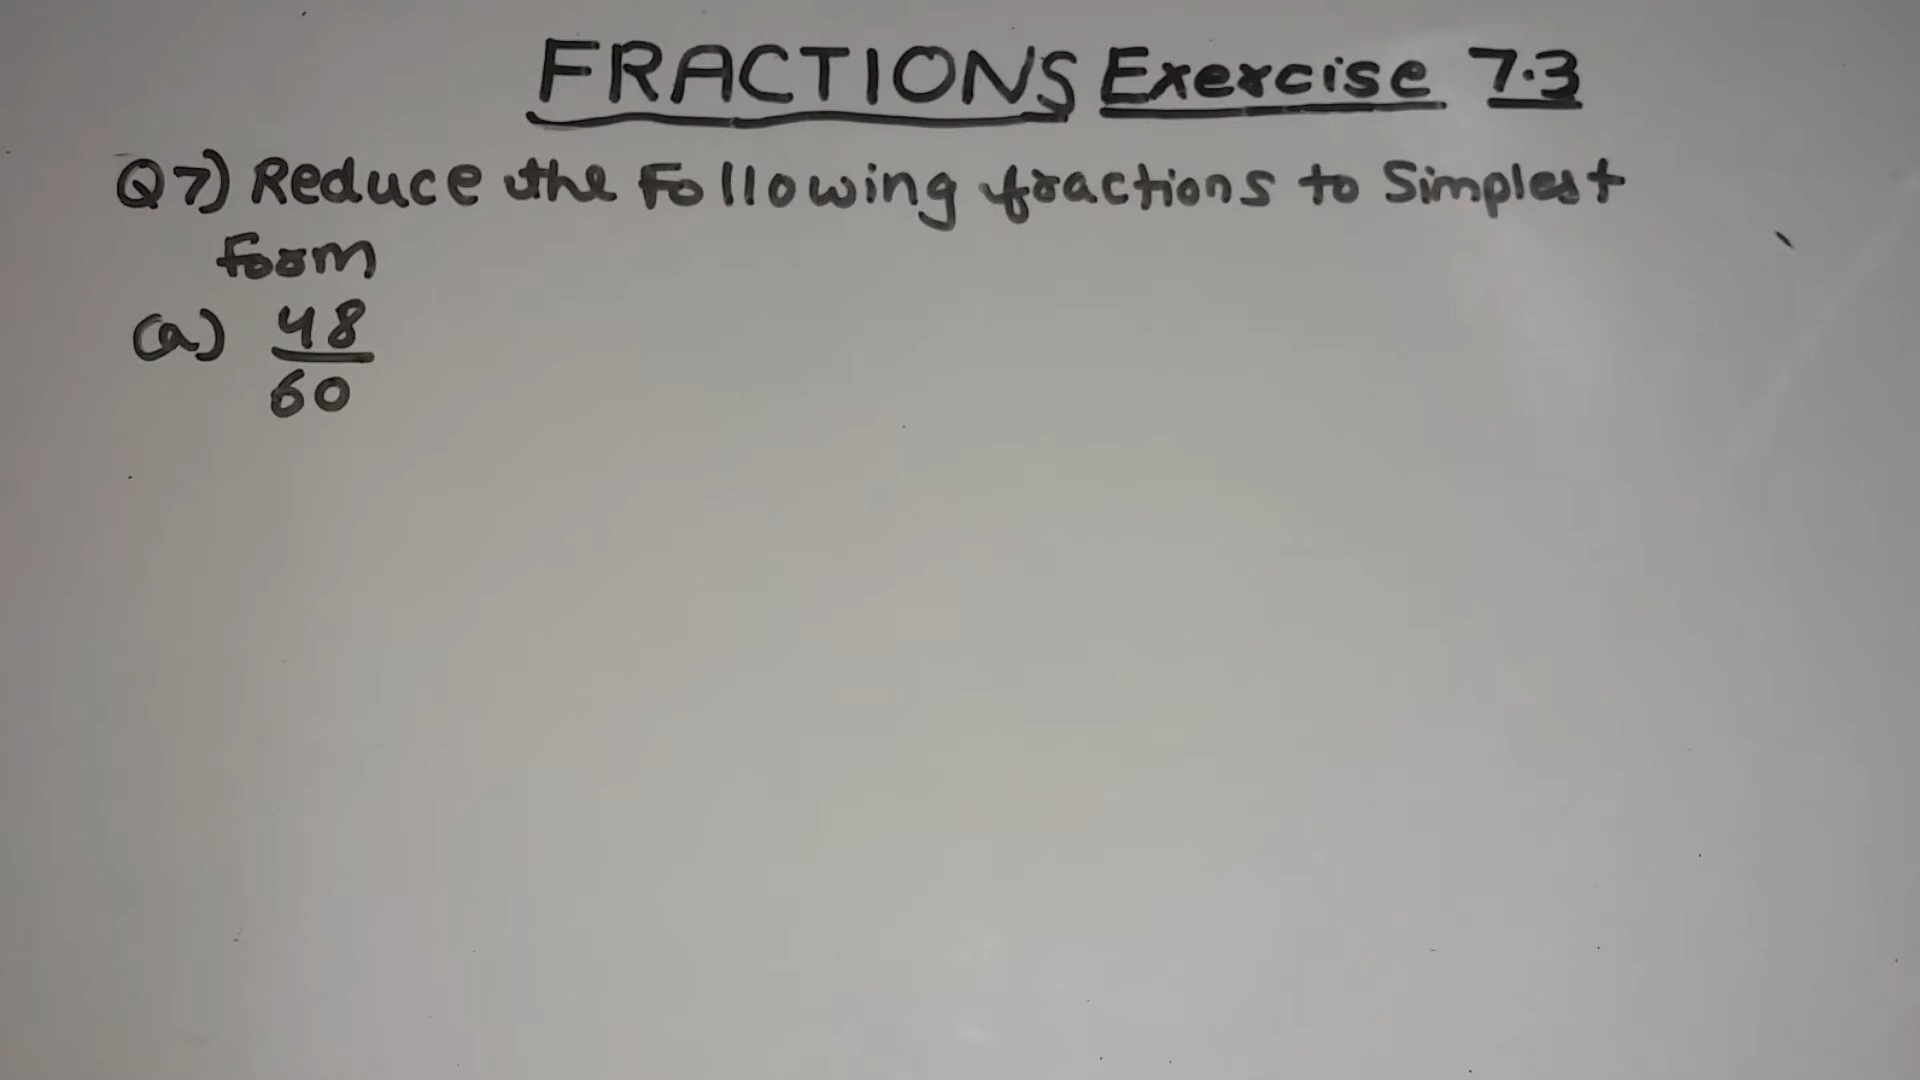 FRACTIONS Exercise 7.3
Q7) Reduce the Following fractions to Simplest
Form
(a) 48
60